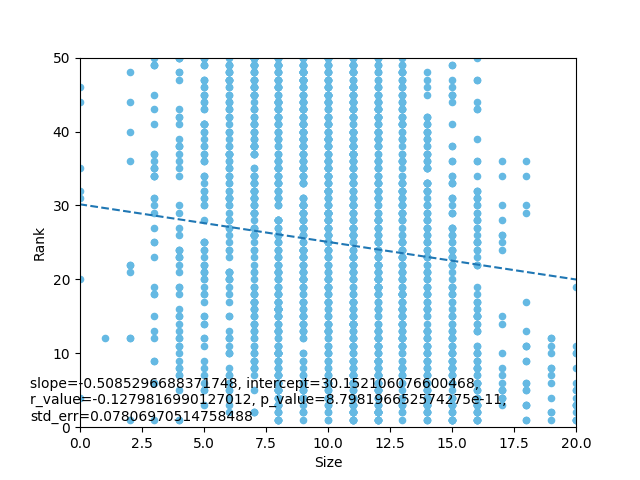 50
40
30
20
10
0
Rank
slope=-0.5085296688371748, intercept=30.152106076600468,
r_value=-0.1279816990127012, p_value=8.798196652574275e-11,
std_err=0.07806970514758488
0.0 2.5 5.0 7.5 10.0 12.5 15.0 17.5 20.0
Size